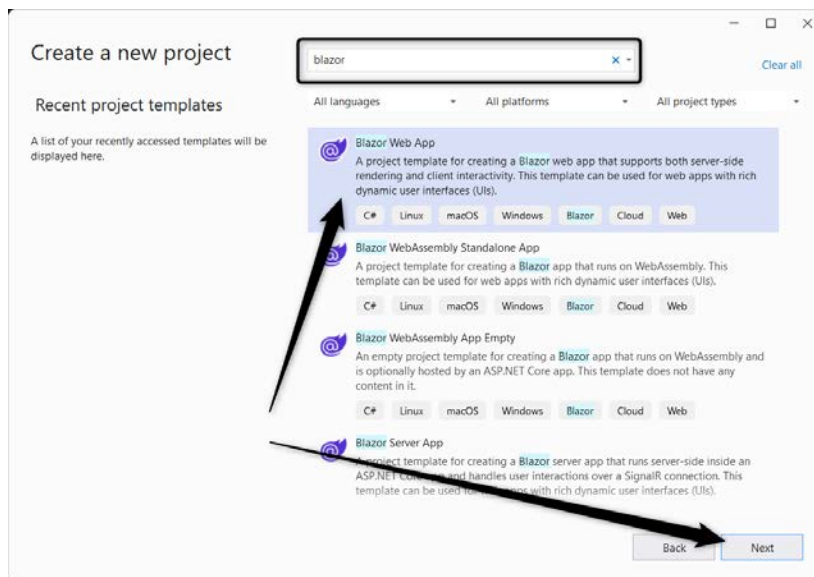 Create a new project
blazor
Clear all
Recent project templates
All languages
All platforms
All project types
A list of your recently accessed templates will be
displayed here.
Blazor Web App
A project template for creating a Blazor web app that supports both server-side
rendering and client interactivity. This template can be used for web apps with rich
dynamic user interfaces (UIs).
C# Linux macOS Windows Blazor Cloud Web
Blazor WebAssembly Standalone App
A project template for creating a Blazor app that runs on WebAssembly. This
template can be used for web apps with rich dynamic user interfaces (UIs).
C# Linux macOS Windows Blazor Cloud Web
Blazor WebAssembly App Empty
An empty project template for creating a Blazor app that runs on WebAssembly and
is optionally hosted by an ASP.NET Core app. This template does not have any
content in it.
C# Linux macOS Windows Blazor Cloud Web
Blazor Server App
A project template for creating a Blazor server app that runs server-side inside an
ASP.NET Core app and handles user interactions over a SignalR connection. This
template can be used for web apps with rich dynamic user interfaces (UIs).
Back
Next